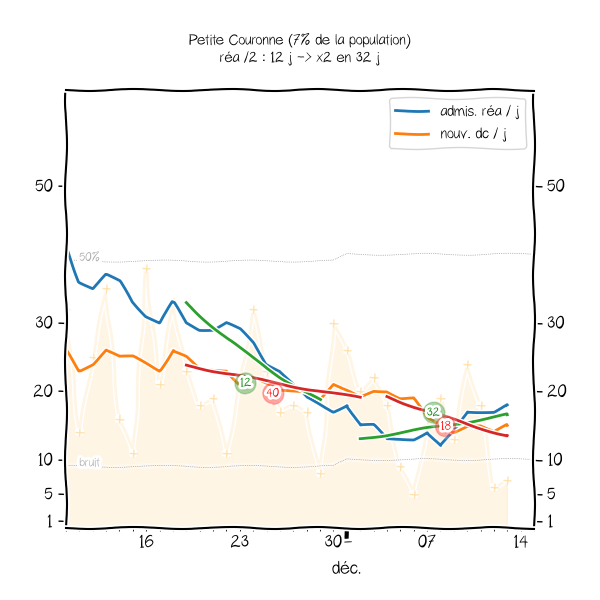 Petite Couronne (7% de la population)
réa /2 : 12 j -> x2 en 32 j
admis. réa / j
nouv. dc / j
50 50
50%
30 30
20 20
12
40
32
18
10 10
bruit
5 5
1 1
16 23 30 07 14
déc.